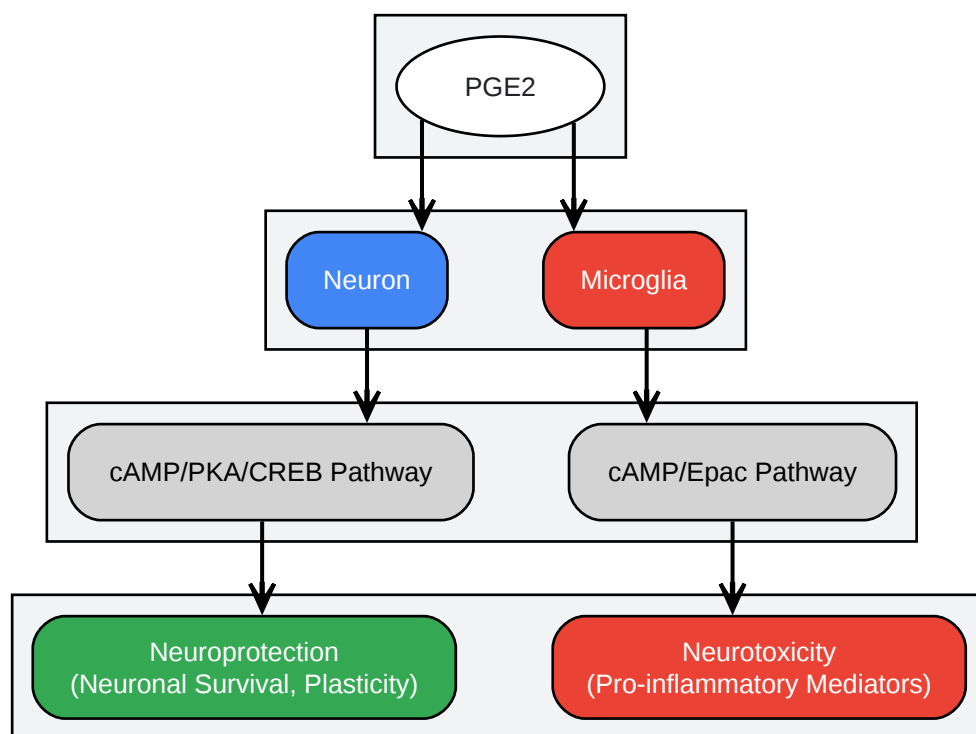 PGE2
Neuron
Microglia
cAMP/PKA/CREB Pathway
cAMP/Epac Pathway
Neuroprotection
(Neuronal Survival, Plasticity)
Neurotoxicity
(Pro-inflammatory Mediators)